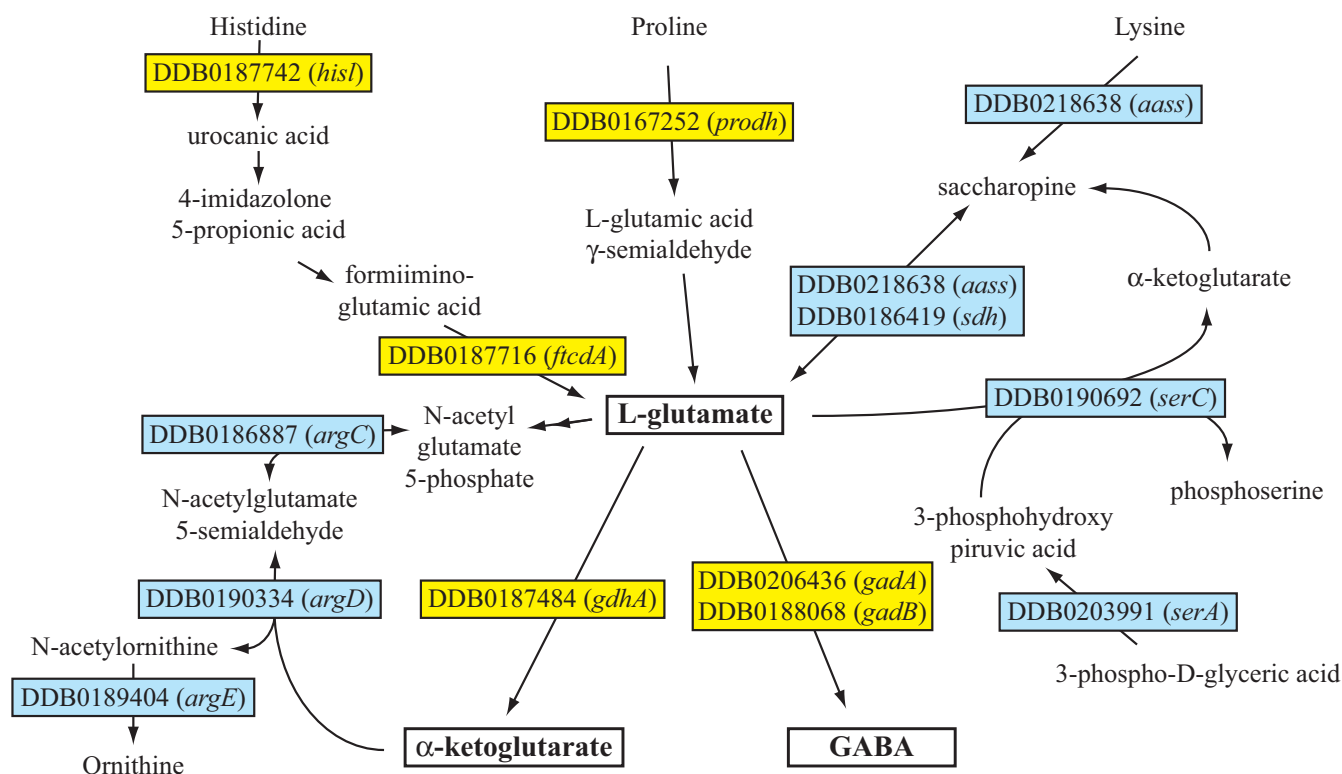 Histidine
Proline
Lysine
DDB0187742 (hisl)
DDB0218638 (aass)
DDB0167252 (prodh)
urocanic acid
saccharopine
4-imidazolone
5-propionic acid
L-glutamic acid
γ-semialdehyde
formiimino-
glutamic acid
α-ketoglutarate
DDB0218638 (aass)
DDB0186419 (sdh)
DDB0187716 (ftcdA)
L-glutamate
DDB0190692 (serC)
DDB0186887 (argC)
N-acetyl
glutamate
5-phosphate
N-acetylglutamate
5-semialdehyde
phosphoserine
3-phosphohydroxy
piruvic acid
DDB0190334 (argD)
DDB0187484 (gdhA)
DDB0206436 (gadA)
DDB0188068 (gadB)
DDB0203991 (serA)
N-acetylornithine
3-phospho-D-glyceric acid
DDB0189404 (argE)
α-ketoglutarate
GABA
Ornithine